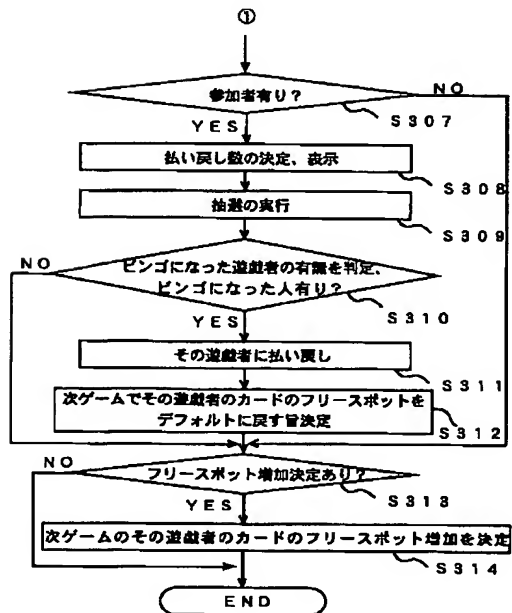 ①
参加者有り？
NO
S307
YES
払い戻し数の決定、表示
S308
抽選の実行
S309
NO
ビンゴになった遊戯者の有無を判定、
ビンゴになった人有り？
S310
YES
その遊戯者に払い戻し
S311
次ゲームでその遊戯者のカードのフリースポットを
デフォルトに戻す旨決定
S312
NO
フリースポット増加決定あり？
S313
YES
次ゲームのその遊戯者のカードのフリースポット増加を決定
S314
END